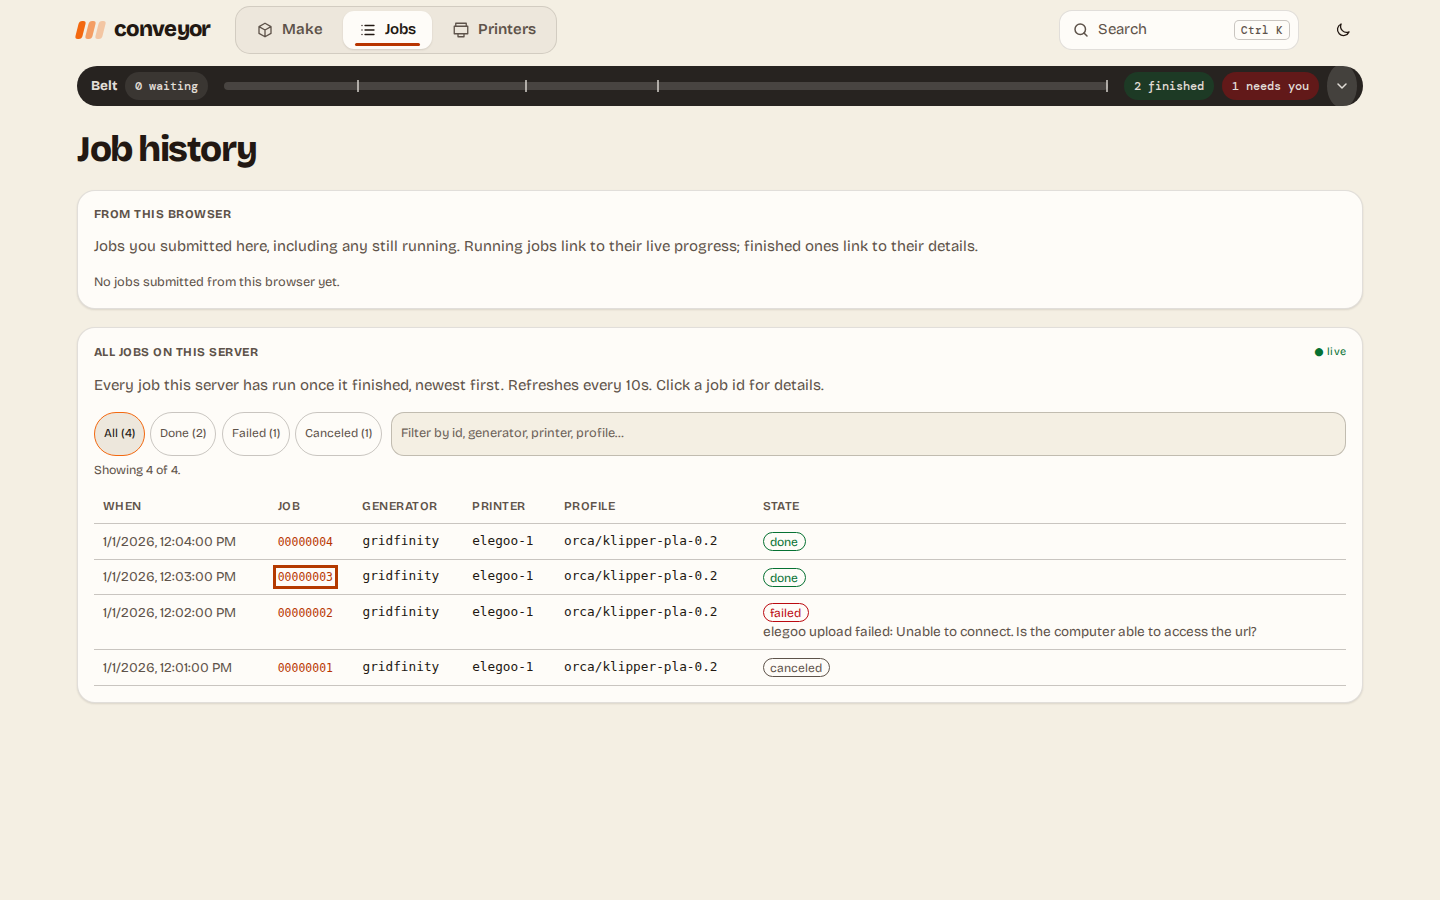 conveyor
Make
Jobs
Printers
Search
Ctrl K
Belt
0 waiting
2 finished
1 needs you
Job history
FROM THIS BROWSER
Jobs you submitted here, including any still running. Running jobs link to their live progress; finished ones link to their details.
No jobs submitted from this browser yet.
ALL JOBS ON THIS SERVER
live
Every job this server has run once it finished, newest first. Refreshes every 10s. Click a job id for details.
All (4)
Done (2)
Failed (1)
Canceled (1)
Filter by id, generator, printer, profile...
Showing 4 of 4.
WHEN JOB GENERATOR PRINTER PROFILE STATE
1/1/2026, 12:04:00 PM 00000004 gridfinity elegoo-1 orca/klipper-pla-0.2 done
1/1/2026, 12:03:00 PM 00000003 gridfinity elegoo-1 orca/klipper-pla-0.2 done
1/1/2026, 12:02:00 PM 00000002 gridfinity elegoo-1 orca/klipper-pla-0.2 failed
elegoo upload failed: Unable to connect. Is the computer able to access the url?
1/1/2026, 12:01:00 PM 00000001 gridfinity elegoo-1 orca/klipper-pla-0.2 canceled